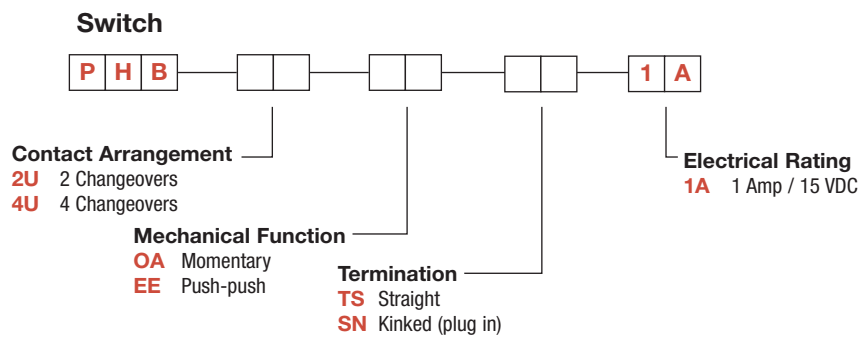 Switch
P H B 1 A
Contact Arrangement
2U 2 Changeovers
4U 4 Changeovers
Electrical Rating
1A 1 Amp / 15 VDC
Mechanical Function
OA Momentary
EE Push-push
Termination
TS Straight
SN Kinked (plug in)